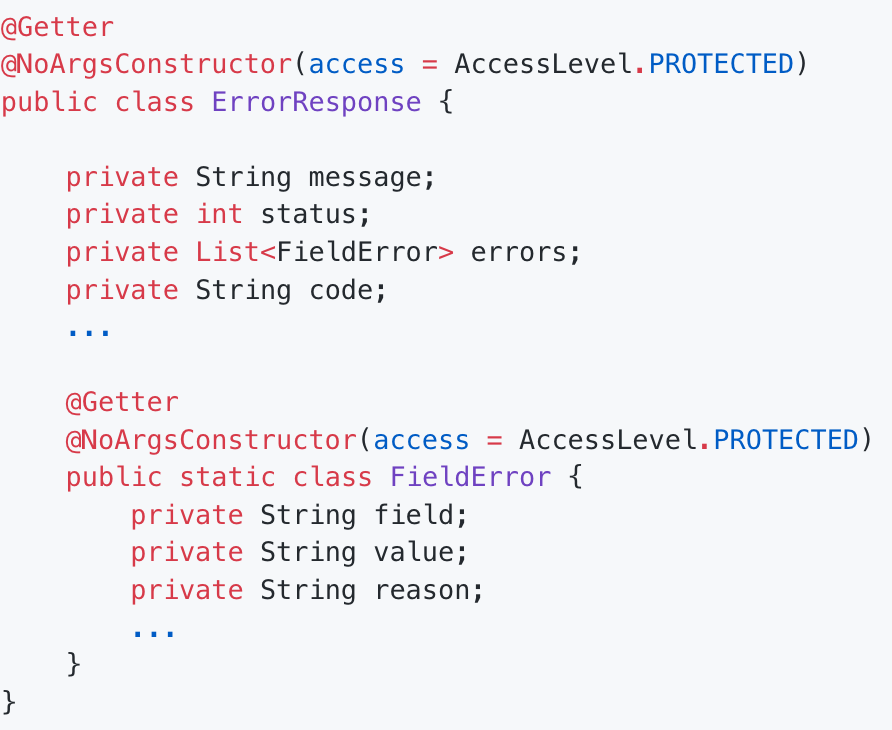 @Getter
@NoArgsConstructor(access = AccessLevel.PROTECTED)
public class ErrorResponse {
    private String message;
    private int status;
    private List<FieldError> errors;
    private String code;
    ...
    @Getter
    @NoArgsConstructor(access = AccessLevel.PROTECTED)
    public static class FieldError {
        private String field;
        private String value;
        private String reason;
        ...
    }
}